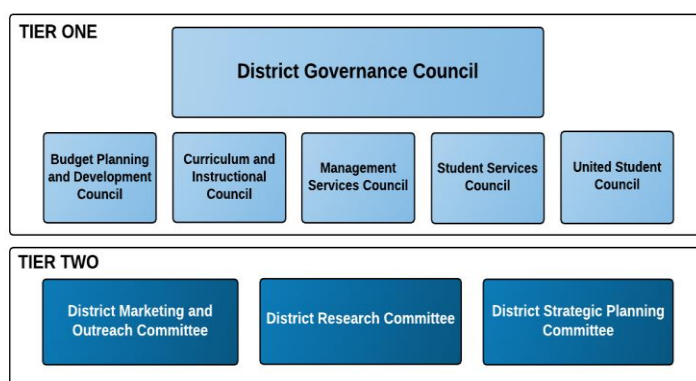 TIER ONE
District Governance Council
Budget Planning
and Development
Council
Curriculum and
Instructional
Council
Management
Services Council
Student Services
Council
United Student
Council
TIER TWO
District Marketing and
Outreach Committee
District Research Committee
District Strategic Planning
Committee